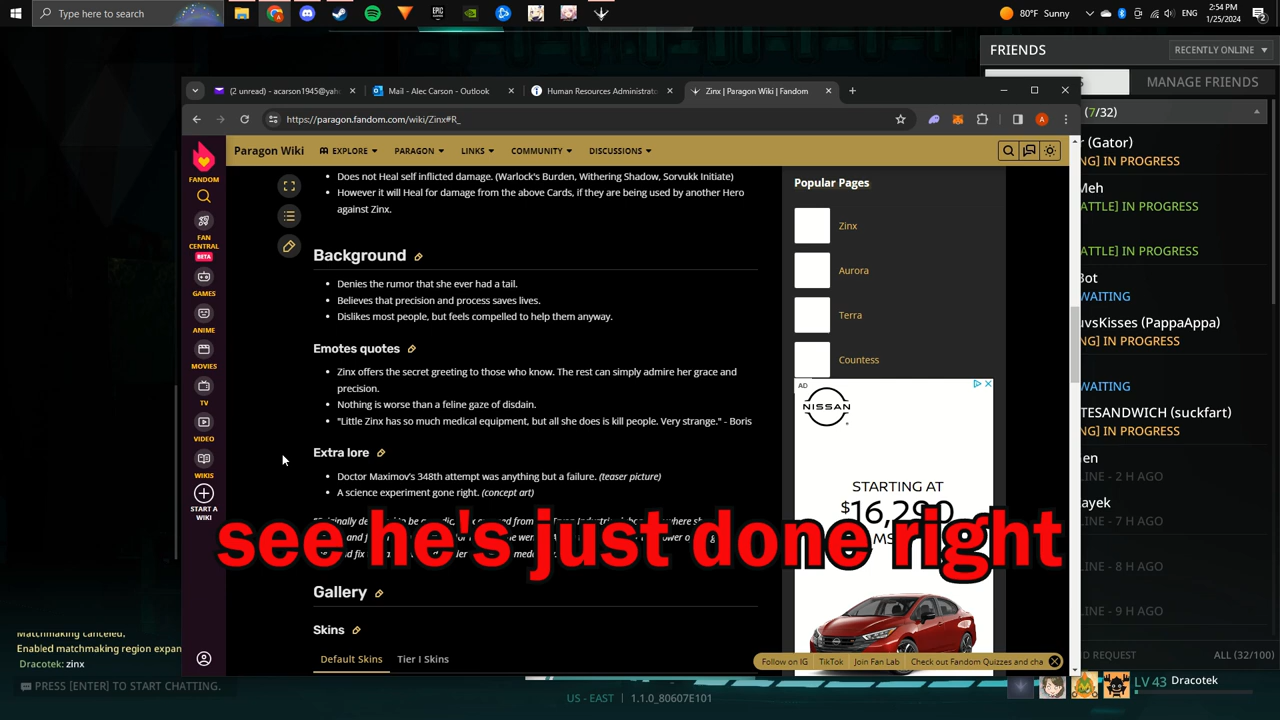 Type here to search
80°F Sunny
ENG
2:54 PM
1/25/2024
FRIENDS
RECENTLY ONLINE
MANAGE FRIENDS
(2 unread) - acarson1945@yah
Mail - Alec Carson - Outlook
Human Resources Administrat
Zinx | Paragon Wiki | Fandom
https://paragon.fandom.com/wiki/Zinx#R_
A
(7/32)
FANDOM
Paragon Wiki
EXPLORE
PARAGON
LINKS
COMMUNITY
DISCUSSIONS
FAN CENTRAL
BETA
GAMES
ANIME
MOVIES
TV
VIDEO
WIKIS
START A WIKI
Does not Heal self inflicted damage. (Warlock's Burden, Withering Shadow, Sorvukk Initiate)
However it will Heal for damage from the above Cards, if they are being used by another Hero
against Zinx.
Background
Denies the rumor that she ever had a tail.
Believes that precision and process saves lives.
Dislikes most people, but feels compelled to help them anyway.
Emotes quotes
Zinx offers the secret greeting to those who know. The rest can simply admire her grace and
precision.
Nothing is worse than a feline gaze of disdain.
"Little Zinx has so much medical equipment, but all she does is kill people. Very strange." - Boris
Extra lore
Doctor Maximov's 348th attempt was anything but a failure. (teaser picture)
A science experiment gone right. (concept art)
see he's just done right
Gallery
Skins
Default Skins
Tier I Skins
Popular Pages
Zinx
Aurora
Terra
Countess
AD
NISSAN
STARTING AT
$16,290
Follow on IG
TikTok
Join Fan Lab
Check out Fandom Quizzes and cha
r (Gator)
NG] IN PROGRESS
Meh
ATTLE] IN PROGRESS
ATTLE] IN PROGRESS
Bot
WAITING
uvsKisses (PappaAppa)
NG] IN PROGRESS
WAITING
TESANDWICH (suckfart)
NG] IN PROGRESS
en
LINE - 2 H AGO
ayek
LINE - 7 H AGO
LINE - 8 H AGO
LINE - 9 H AGO
D REQUEST
ALL (32/100)
Matchmaking canceled.
Enabled matchmaking region expan
Dracotek: zinx
PRESS [ENTER] TO START CHATTING.
US - EAST
1.1.0_80607E101
LV 43
Dracotek